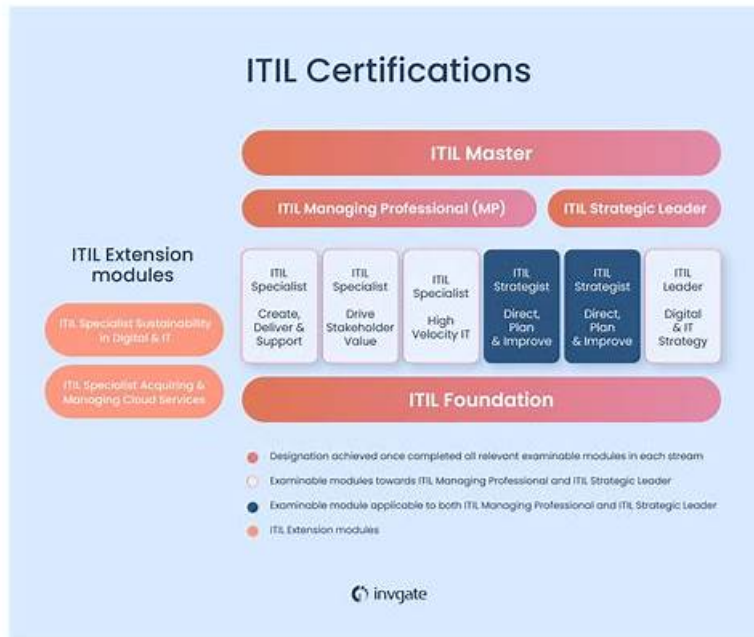 ITIL Certifications
ITIL Master
ITIL Managing Professional (MP)
ITIL Strategic Leader
ITIL Extension
modules
ITIL Specialist Sustainability
in Digital & IT
ITIL Specialist Acquiring &
Managing Cloud Services
ITIL
Specialist
Create,
Deliver &
Support
ITIL
Specialist
Drive
Stakeholder
Value
ITIL
Specialist
High
Velocity IT
ITIL
Strategist
Direct,
Plan
& Improve
ITIL
Strategist
Direct,
Plan
& Improve
ITIL
Leader
Digital
& IT
Strategy
ITIL Foundation
Designation achieved once completed all relevant examinable modules in each stream
Examinable modules towards ITIL Managing Professional and ITIL Strategic Leader
Examinable module applicable to both ITIL Managing Professional and ITIL Strategic Leader
ITIL Extension modules
invgate